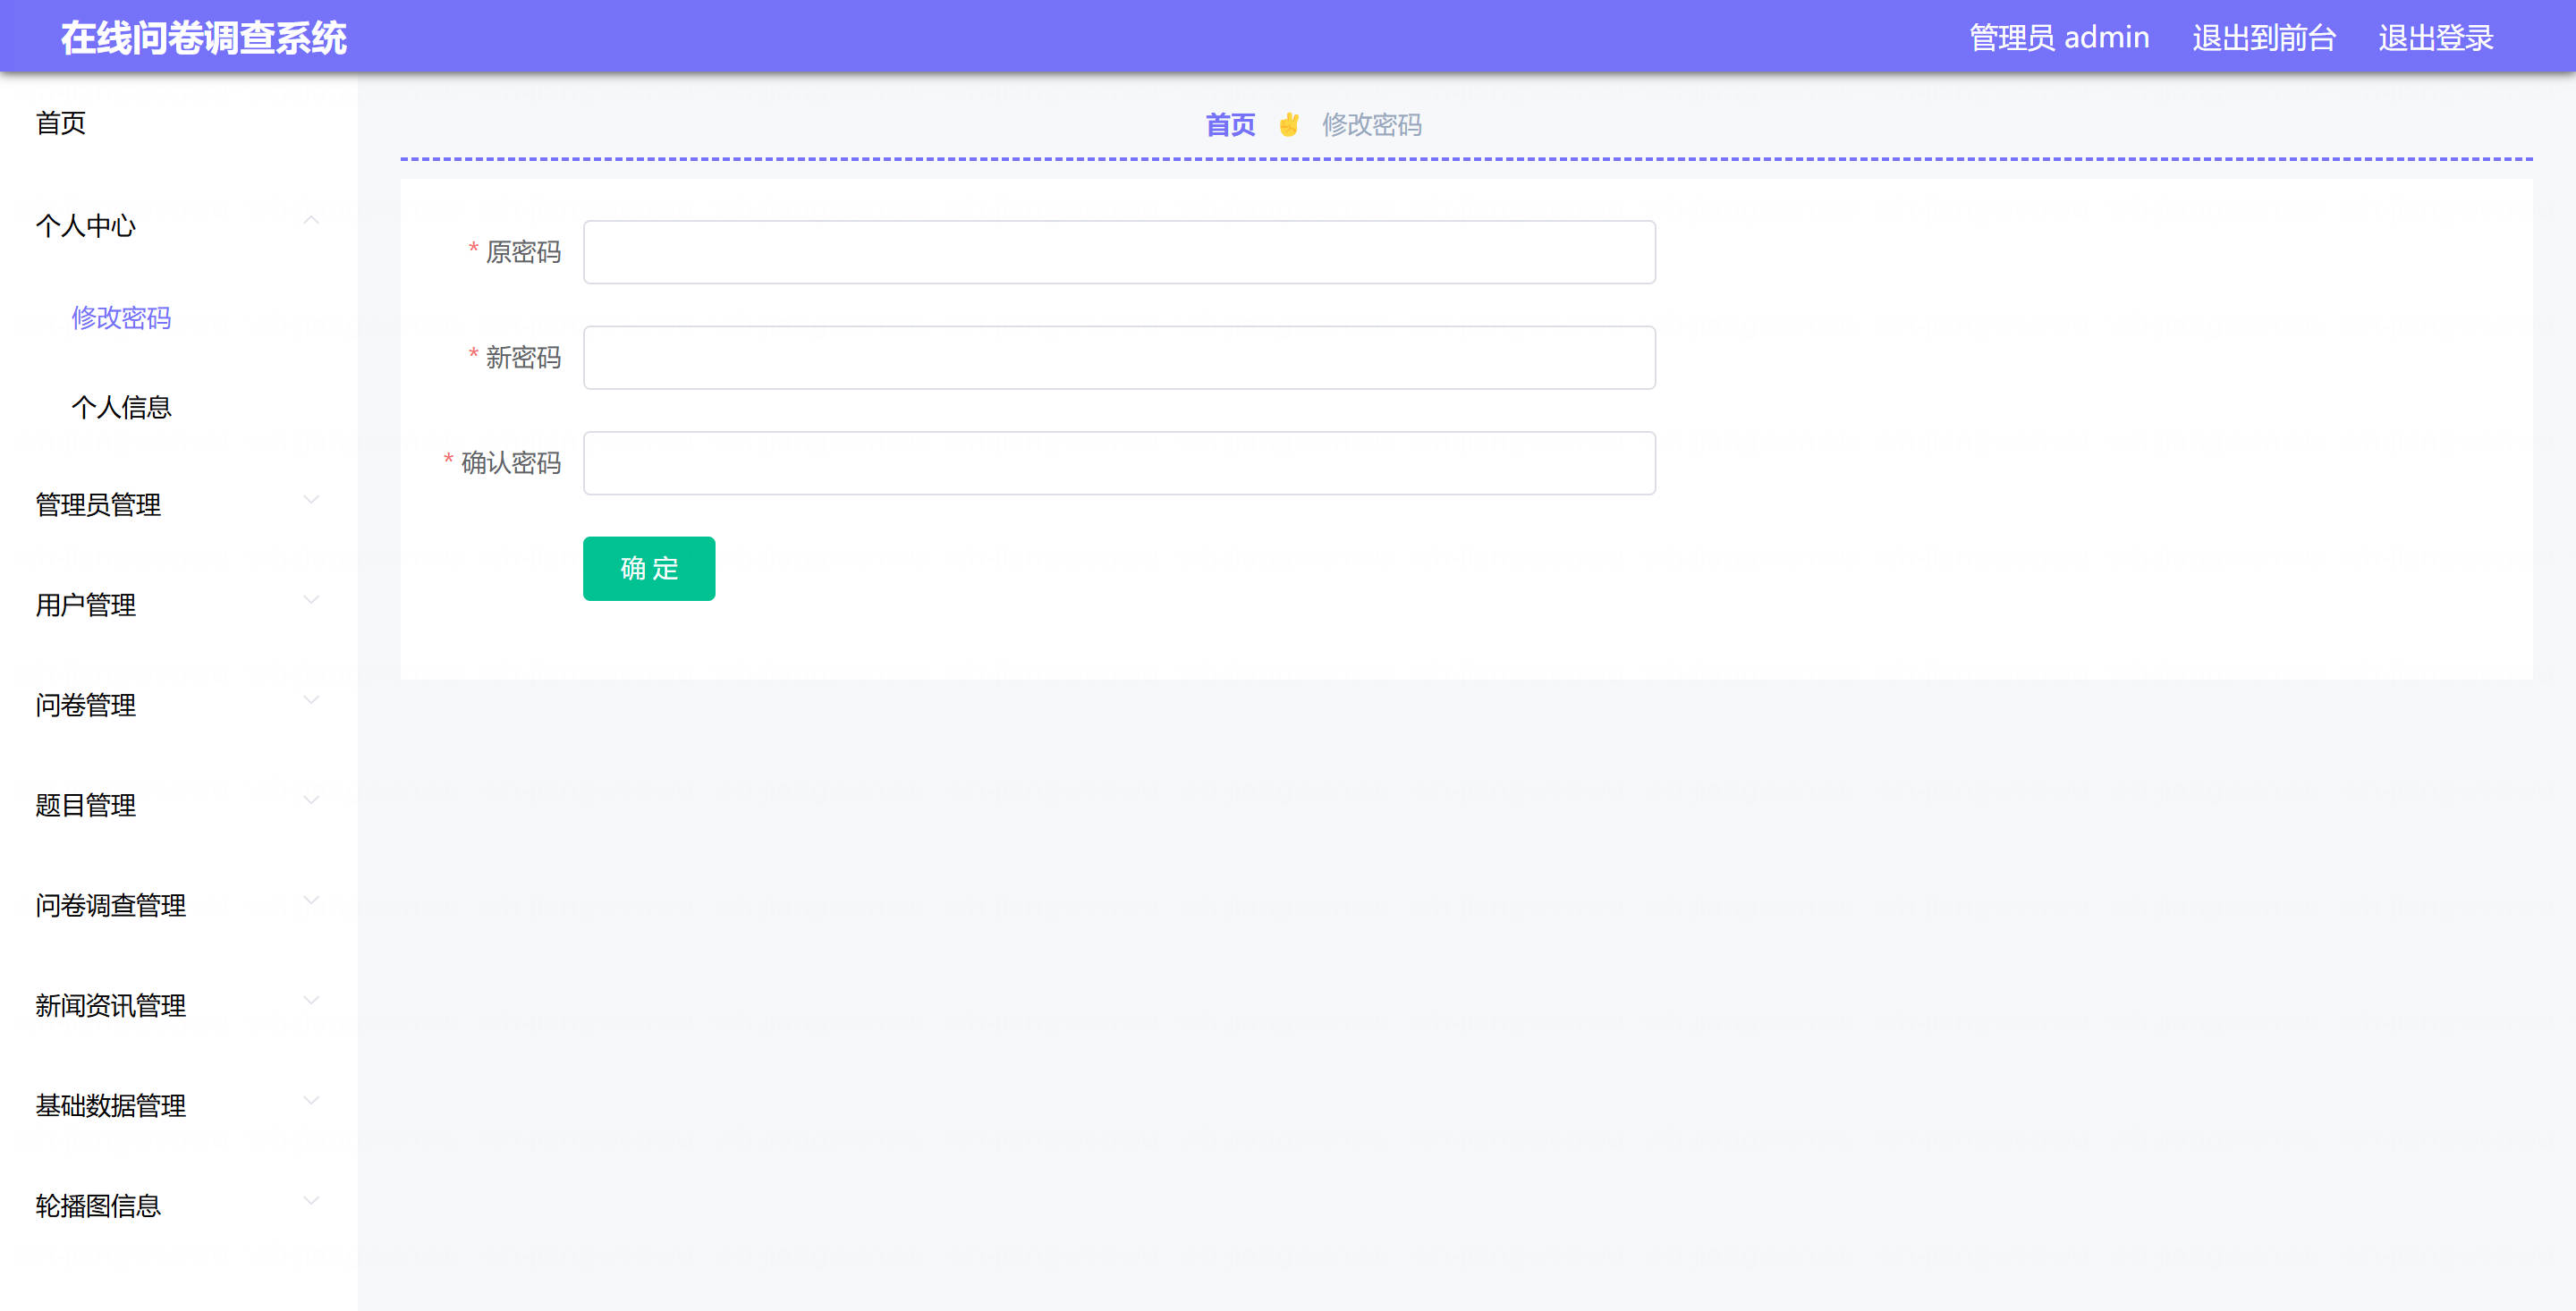 在线问卷调查系统
管理员 admin 退出到前台 退出登录
首页
首页 ✌ 修改密码
个人中心
修改密码
个人信息
管理员管理
用户管理
问卷管理
题目管理
问卷调查管理
新闻资讯管理
基础数据管理
轮播图信息
* 原密码
* 新密码
* 确认密码
确 定